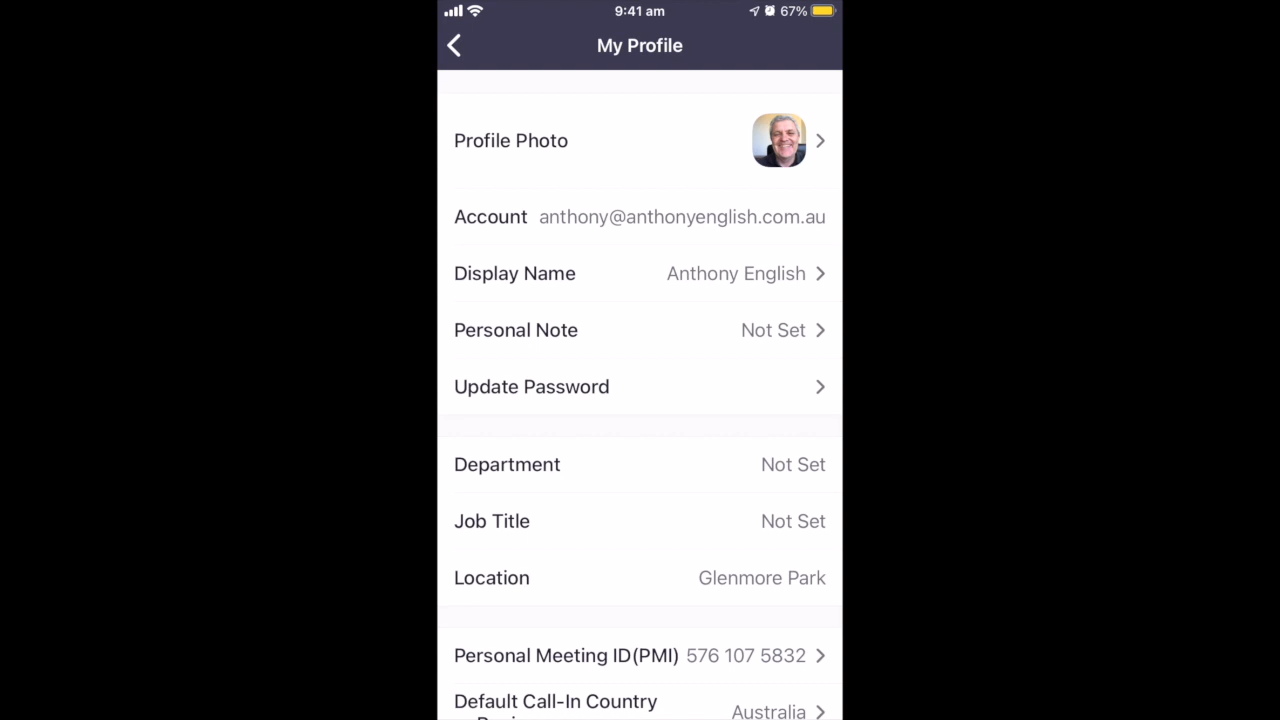 9:41 am
67%
My Profile
Profile Photo
Account anthony@anthonyenglish.com.au
Display Name Anthony English
Personal Note Not Set
Update Password
Department Not Set
Job Title Not Set
Location Glenmore Park
Personal Meeting ID(PMI) 576 107 5832
Default Call-In Country
Australia